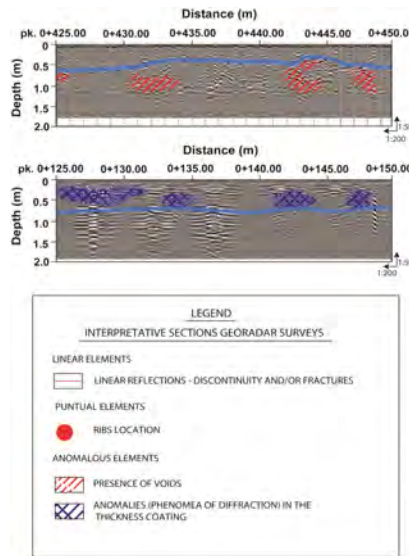 Distance (m)
pk. 0+425.00 0+430.00 0+435.00 0+440.00 0+445.00 0+450.00
Depth (m)
0
0.5
1.0
1.5
2.0
1:200
Distance (m)
pk. 0+125.00 0+130.00 0+135.00 0+140.00 0+145.00 0+150.00
Depth (m)
0
0.5
1.0
1.5
2.0
1:200
LEGEND
INTERPRETATIVE SECTIONS GEORADAR SURVEYS
LINEAR ELEMENTS
LINEAR REFLECTIONS - DISCONTINUITY AND/OR FRACTURES
PUNTUAL ELEMENTS
RIBS LOCATION
ANOMALOUS ELEMENTS
PRESENCE OF VOIDS
ANOMALIES (PHENOMEA OF DIFFRACTION) IN THE
THICKNESS COATING